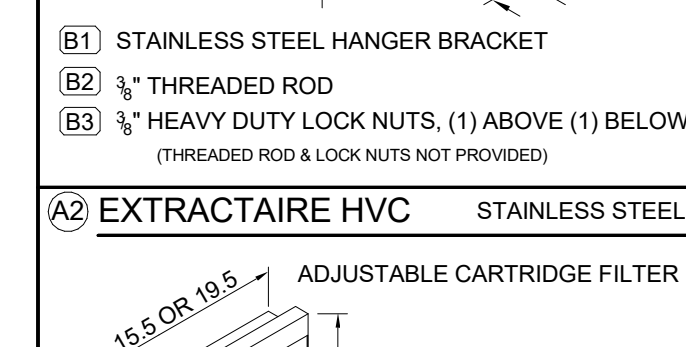 B1 STAINLESS STEEL HANGER BRACKET
B2 3/8" THREADED ROD
B3 3/8" HEAVY DUTY LOCK NUTS, (1) ABOVE (1) BELOW
(THREADED ROD & LOCK NUTS NOT PROVIDED)
A2 EXTRACTAIRE HVC STAINLESS STEEL
ADJUSTABLE CARTRIDGE FILTER
15.5 OR 19.5